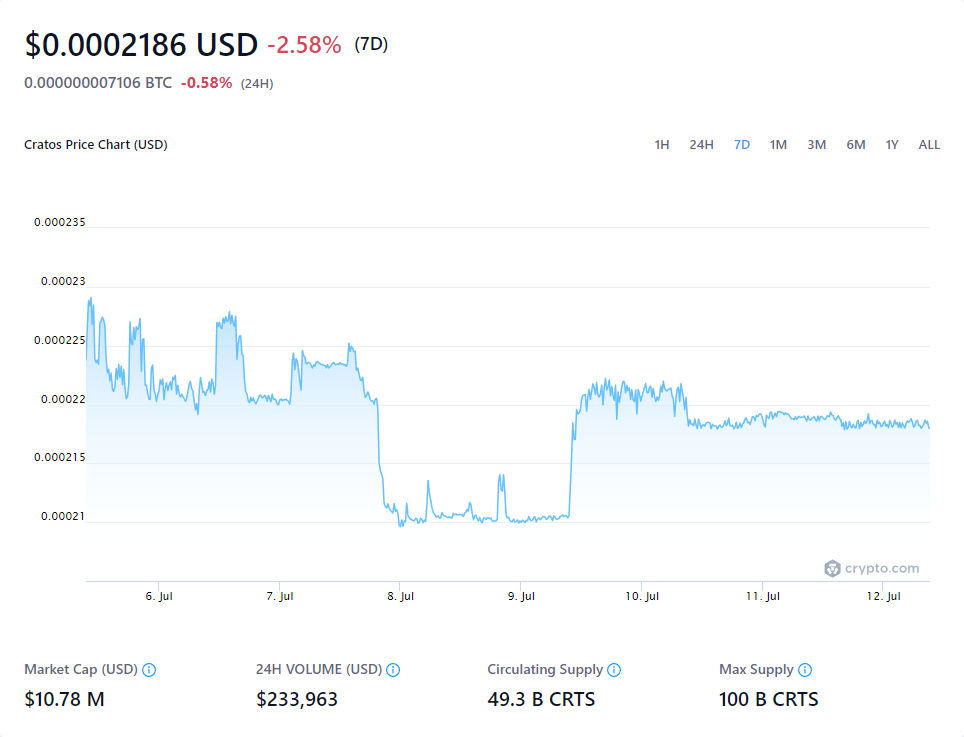 $0.0002186 USD -2.58% (7D)
0.000000007106 BTC -0.58% (24H)
Cratos Price Chart (USD) 1H 24H 7D 1M 3M 6M 1Y ALL
0.000235
0.00023
0.000225
0.00022
0.000215
0.00021
crypto.com
6. Jul 7. Jul 8. Jul 9. Jul 10. Jul 11. Jul 12. Jul
Market Cap (USD) 24H VOLUME (USD) Circulating Supply Max Supply
$10.78 M $233,963 49.3 B CRTS 100 B CRTS